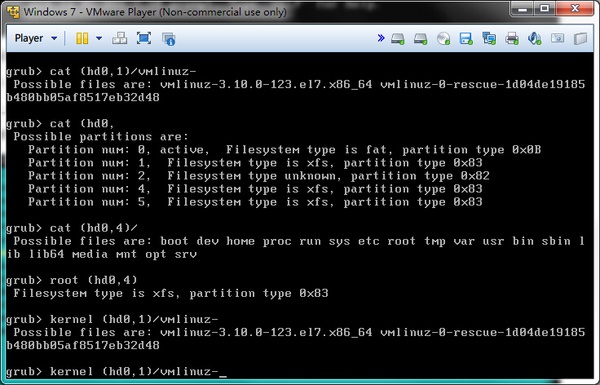 Windows 7 - VMware Player (Non-commercial use only)
Player
grub> cat (hd0,1)/vmlinuz-
Possible files are: vmlinuz-3.10.0-123.el7.x86_64 vmlinuz-0-rescue-1d04de19185
b480bb05af8517eb32d48
grub> cat (hd0,
Possible partitions are:
Partition num: 0, active, Filesystem type is fat, partition type 0x0B
Partition num: 1, Filesystem type is xfs, partition type 0x83
Partition num: 2, Filesystem type unknown, partition type 0x82
Partition num: 4, Filesystem type is xfs, partition type 0x83
Partition num: 5, Filesystem type is xfs, partition type 0x83
grub> cat (hd0,4)/
Possible files are: boot dev home proc run sys etc root tmp var usr bin sbin l
ib lib64 media mnt opt srv
grub> root (hd0,4)
Filesystem type is xfs, partition type 0x83
grub> kernel (hd0,1)/vmlinuz-
Possible files are: vmlinuz-3.10.0-123.el7.x86_64 vmlinuz-0-rescue-1d04de19185
b480bb05af8517eb32d48
grub> kernel (hd0,1)/vmlinuz-_